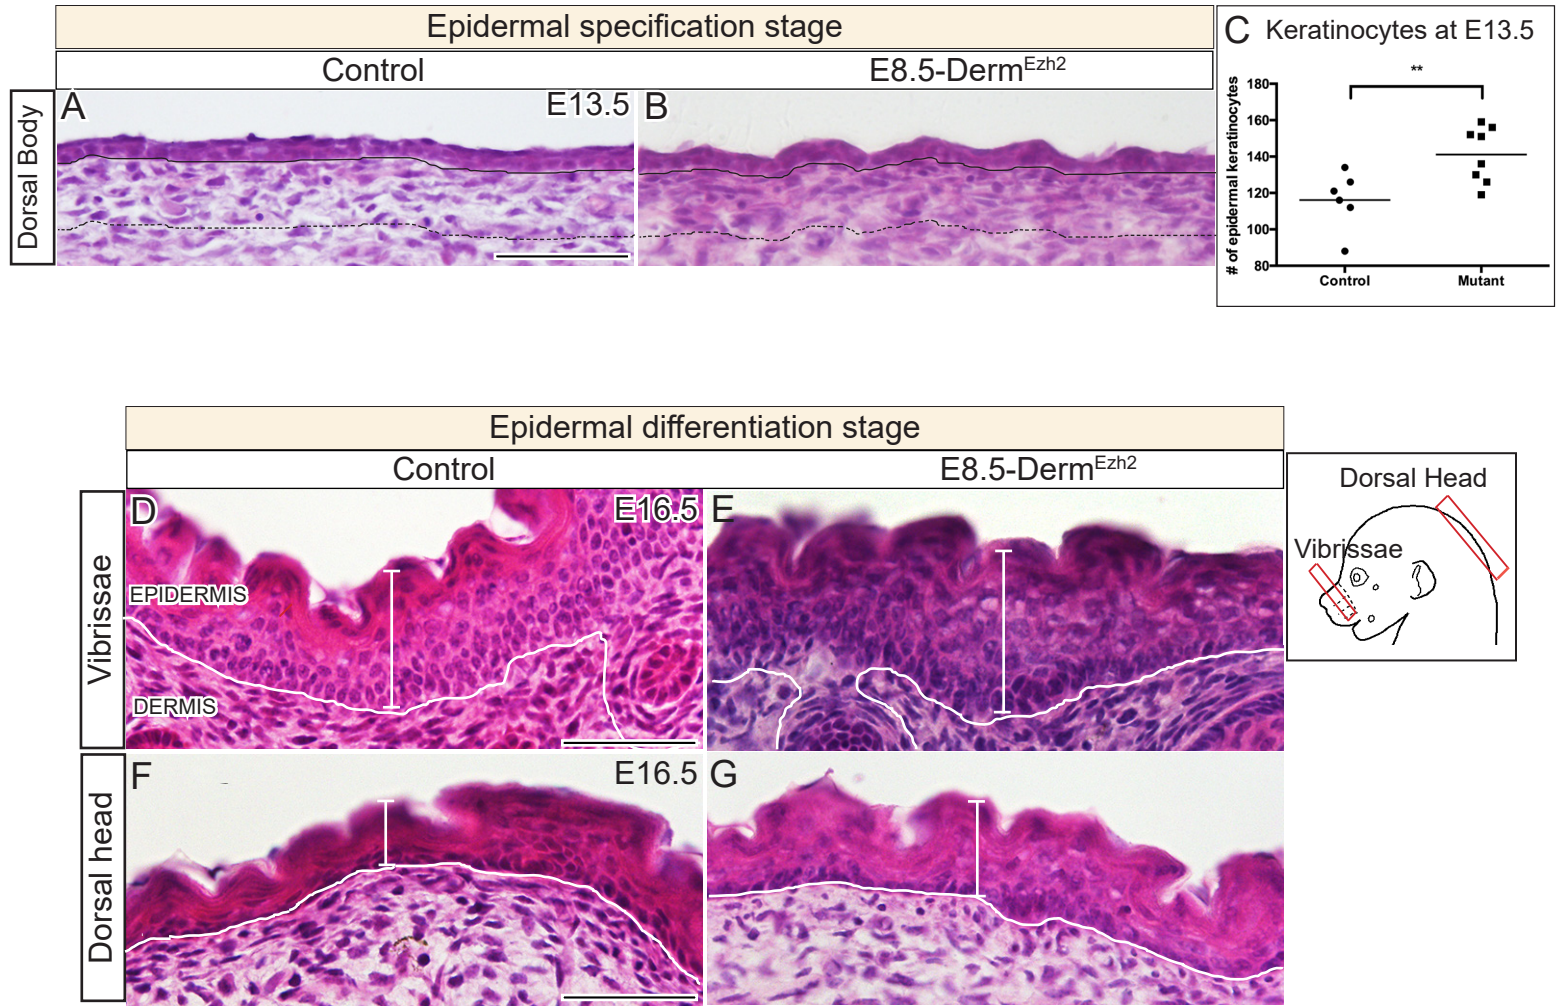 Epidermal specification stage
Control
E8.5-Derm^Ezh2
Dorsal Body
A
E13.5
B
C Keratinocytes at E13.5
**
# of epidermal keratinocytes
180
160
140
120
100
80
Control
Mutant
Epidermal differentiation stage
Control
E8.5-Derm^Ezh2
Vibrissae
D
E16.5
EPIDERMIS
DERMIS
E
Dorsal Head
Vibrissae
Dorsal head
F
E16.5
G